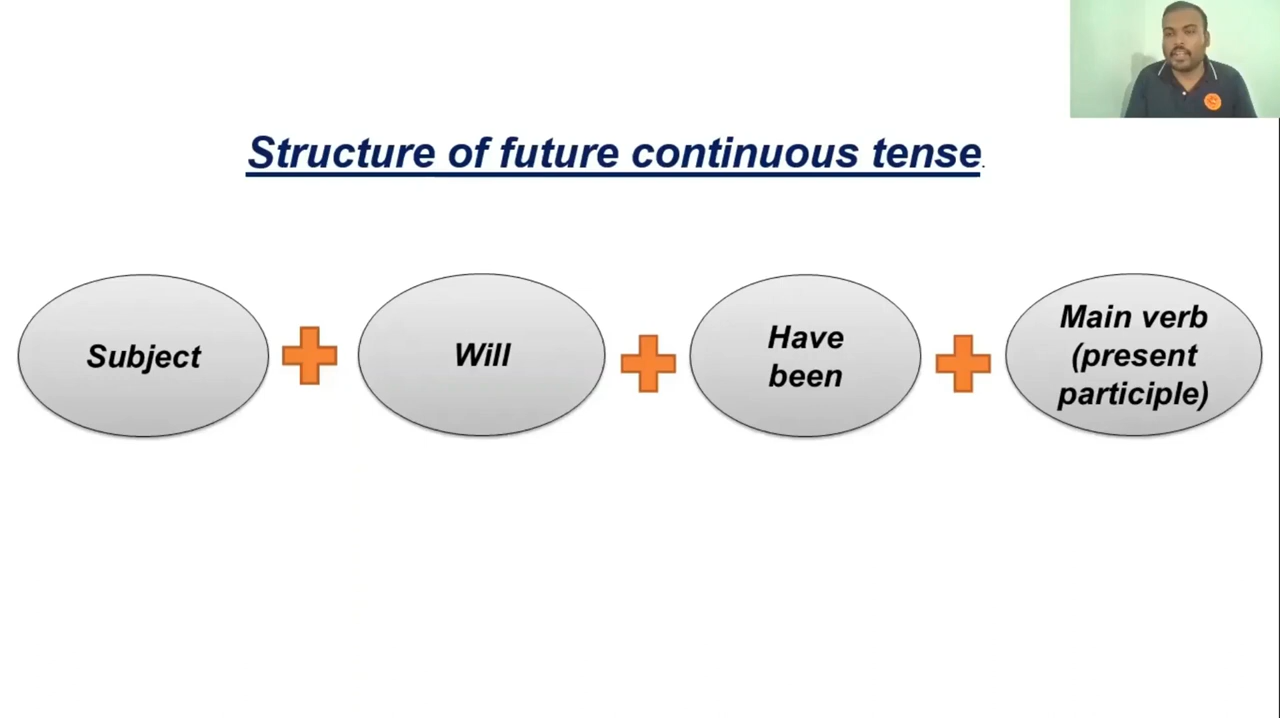 Structure of future continuous tense.
Subject
Will
Have
been
Main verb
(present
participle)